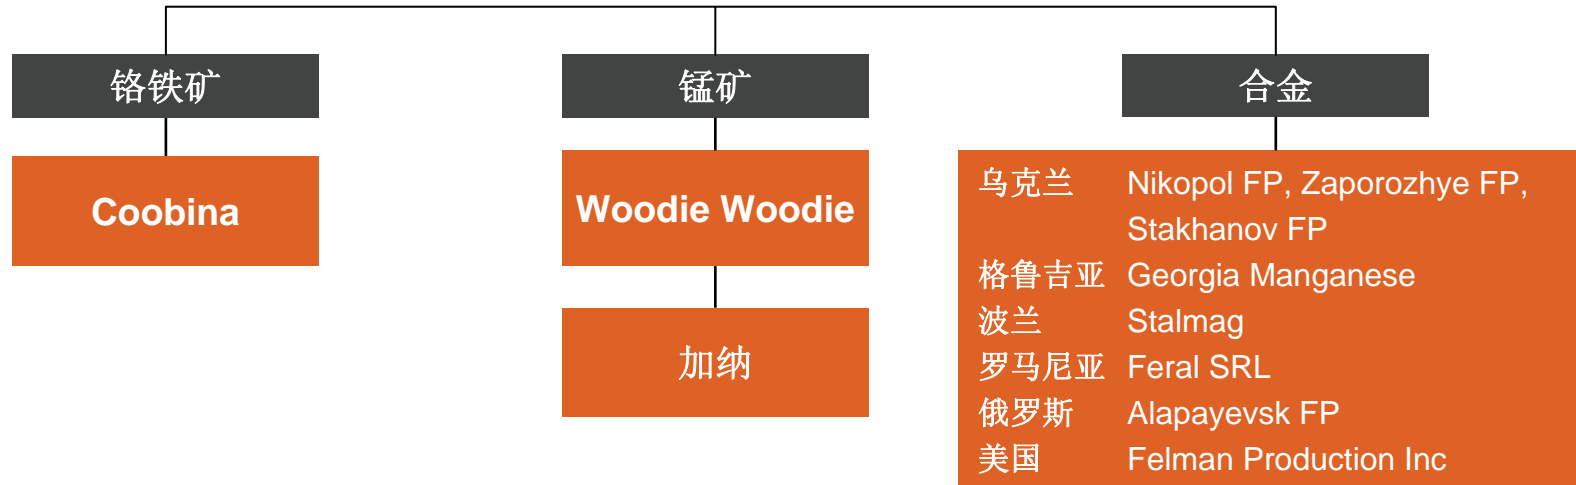 铬铁矿
锰矿
合金
Coobina
Woodie Woodie
加纳
乌克兰 Nikopol FP, Zaporozhye FP,
Stakhanov FP
格鲁吉亚 Georgia Manganese
波兰 Stalmag
罗马尼亚 Feral SRL
俄罗斯 Alapayevsk FP
美国 Felman Production Inc